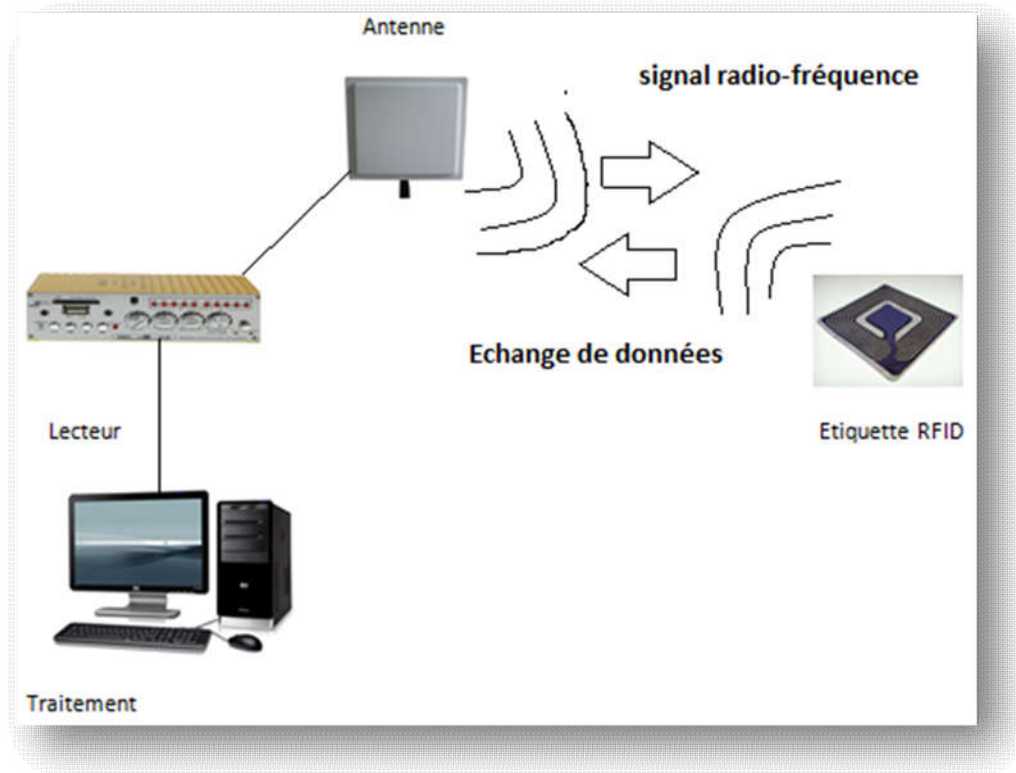 Antenne
signal radio-fréquence
Echange de données
Lecteur
Etiquette RFID
Traitement